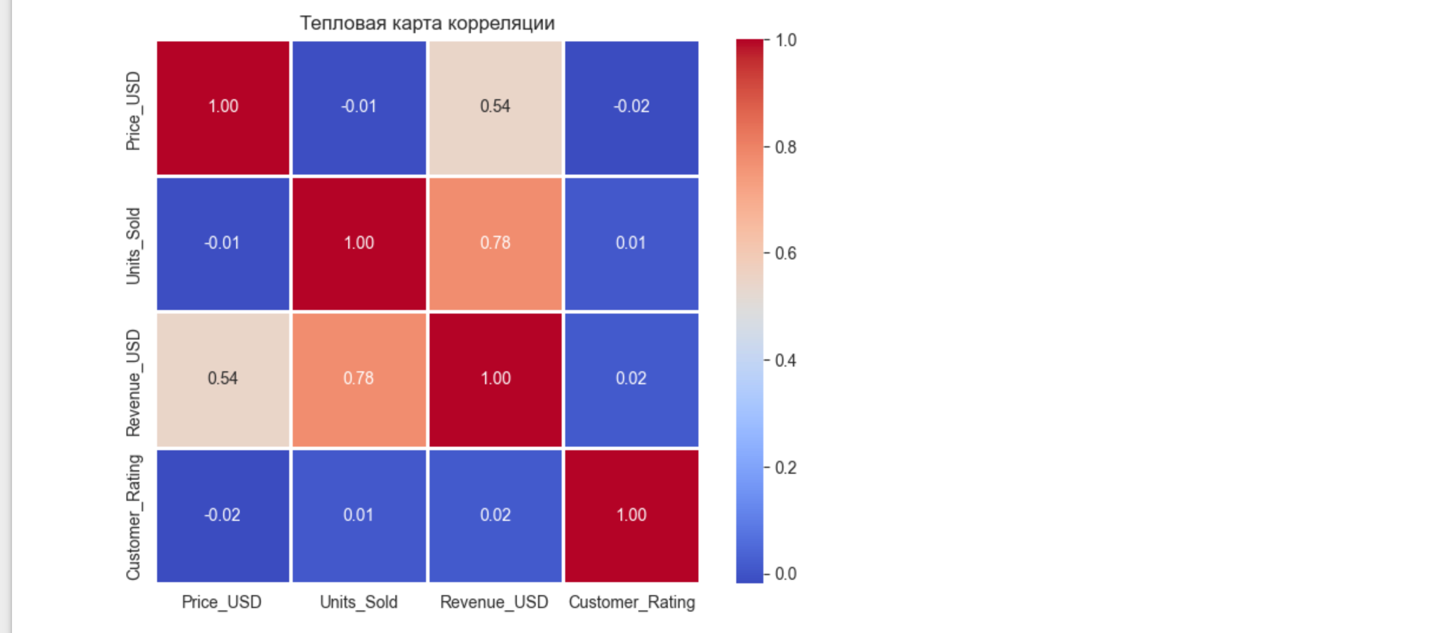 Тепловая карта корреляции
1.0
Price_USD
1.00 -0.01 0.54 -0.02
0.8
Units_Sold
-0.01 1.00 0.78 0.01
0.6
Revenue_USD
0.54 0.78 1.00 0.02
0.4
0.2
Customer_Rating
-0.02 0.01 0.02 1.00
0.0
Price_USD Units_Sold Revenue_USD Customer_Rating